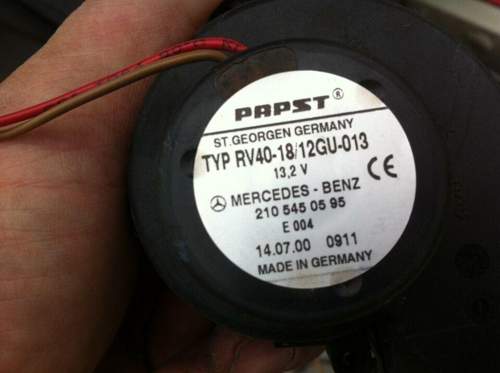 PAPST®
ST. GEORGEN GERMANY
TYP RV40-18/12GU-013
13,2 V
CE
MERCEDES - BENZ
210 545 05 95
E 004
14.07.00 0911
MADE IN GERMANY